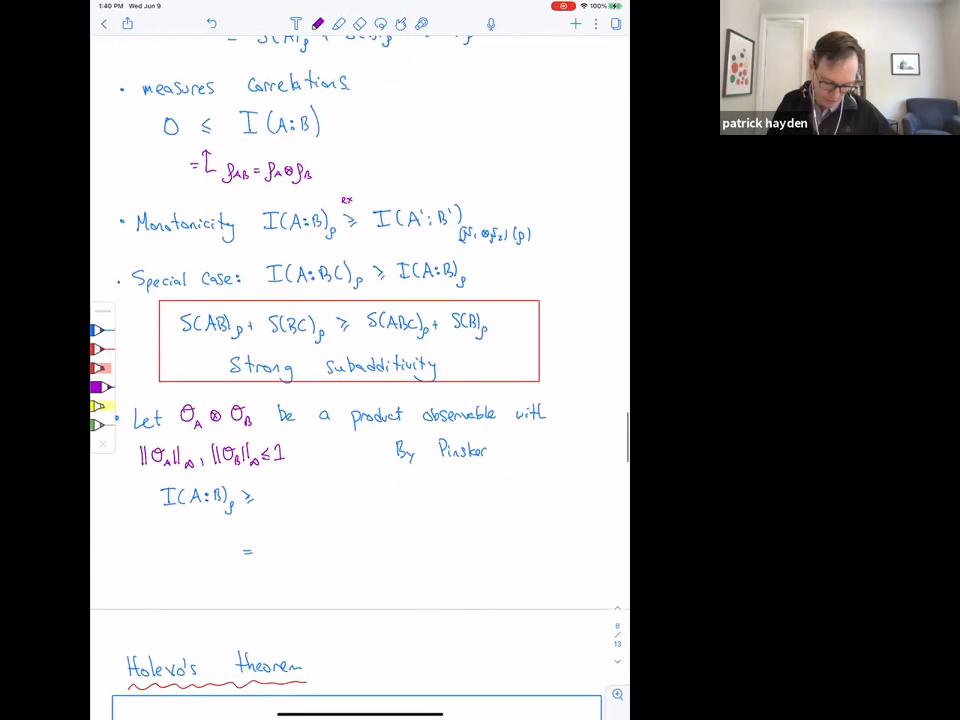 1:40 PM Wed Jun 9
100%
patrick hayden
• measures correlations
0 ≤ I(A:B)
= ρ_AB = ρ_A ⊗ ρ_B
• Monotonicity I(A:B)_ρ ≥ I(A':B')_(N₁⊗N₂)(ρ)
• Special case: I(A:BC)_ρ ≥ I(A:B)_ρ
S(AB)_ρ + S(BC)_ρ ≥ S(ABC)_ρ + S(B)_ρ
Strong subadditivity
• Let O_A ⊗ O_B be a product observable with
||O_A||_∞, ||O_B||_∞ ≤ 1 By Pinsker
I(A:B)_ρ ≥
=
8
/
13
Holevo's theorem